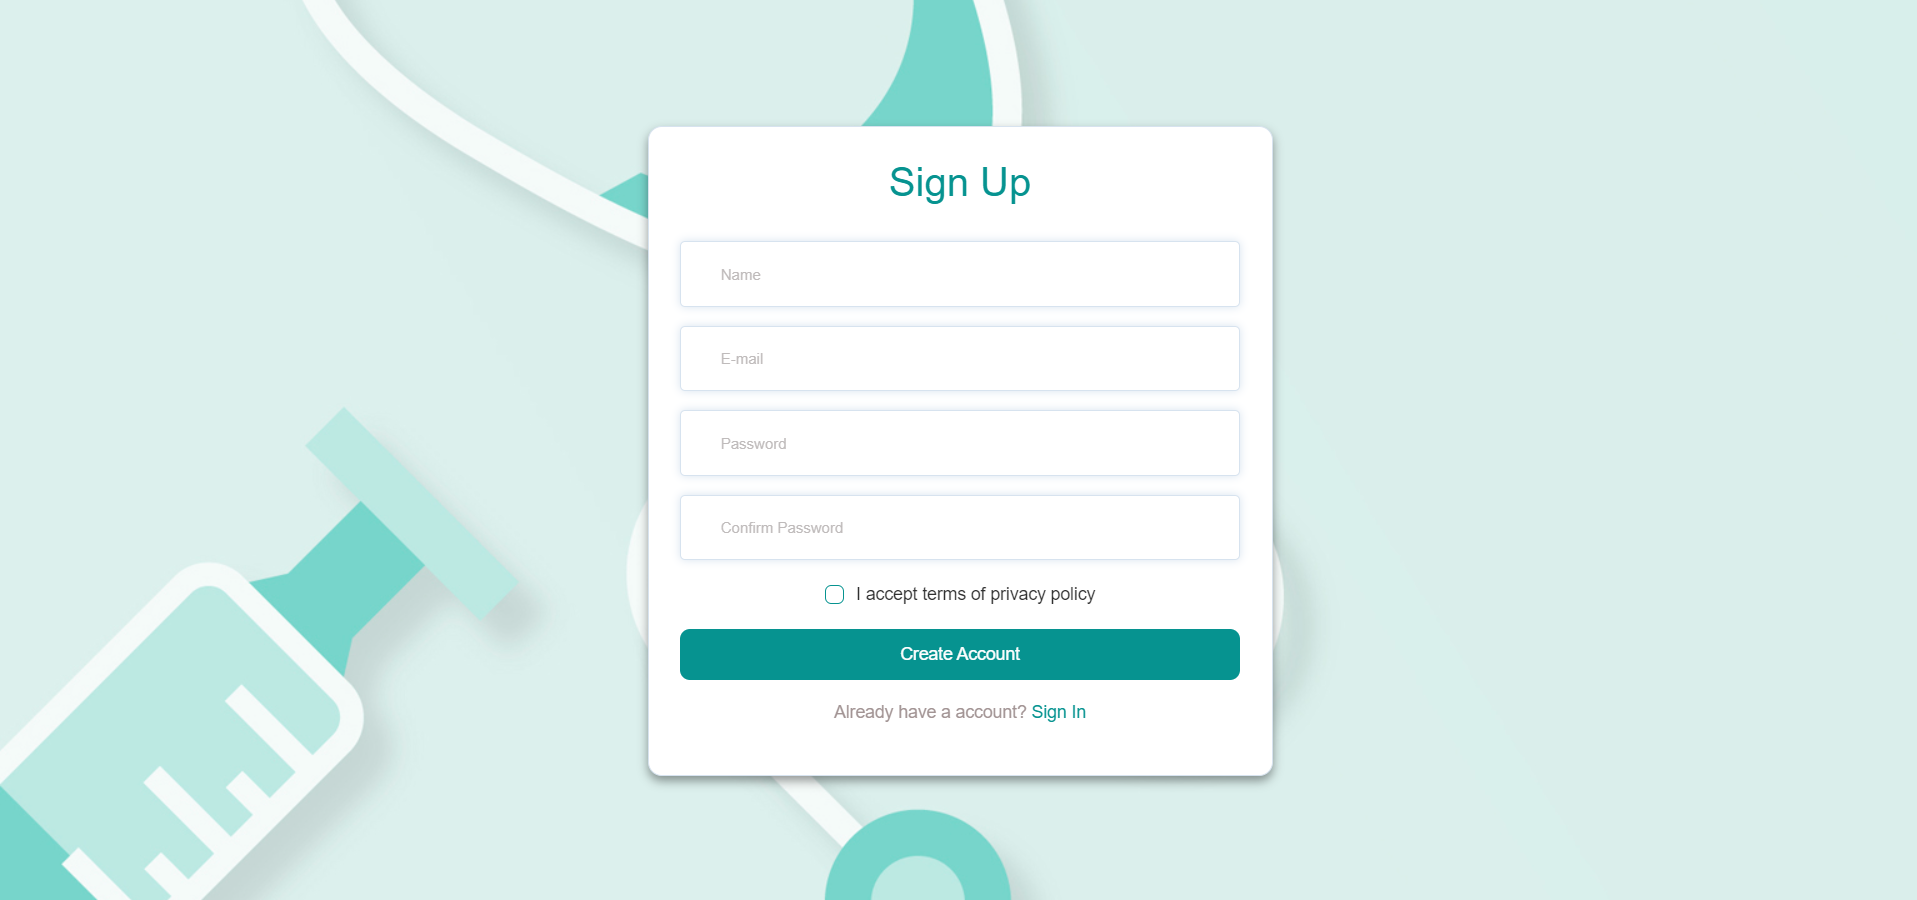 Sign Up
Name
E-mail
Password
Confirm Password
I accept terms of privacy policy
Create Account
Already have a account? Sign In